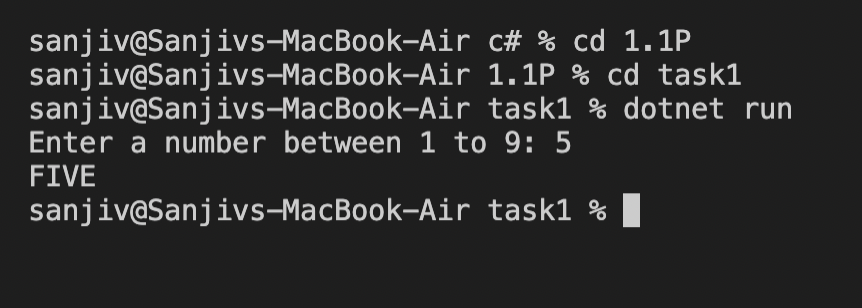 sanjiv@Sanjivs-MacBook-Air c# % cd 1.1P
sanjiv@Sanjivs-MacBook-Air 1.1P % cd task1
sanjiv@Sanjivs-MacBook-Air task1 % dotnet run
Enter a number between 1 to 9: 5
FIVE
sanjiv@Sanjivs-MacBook-Air task1 %